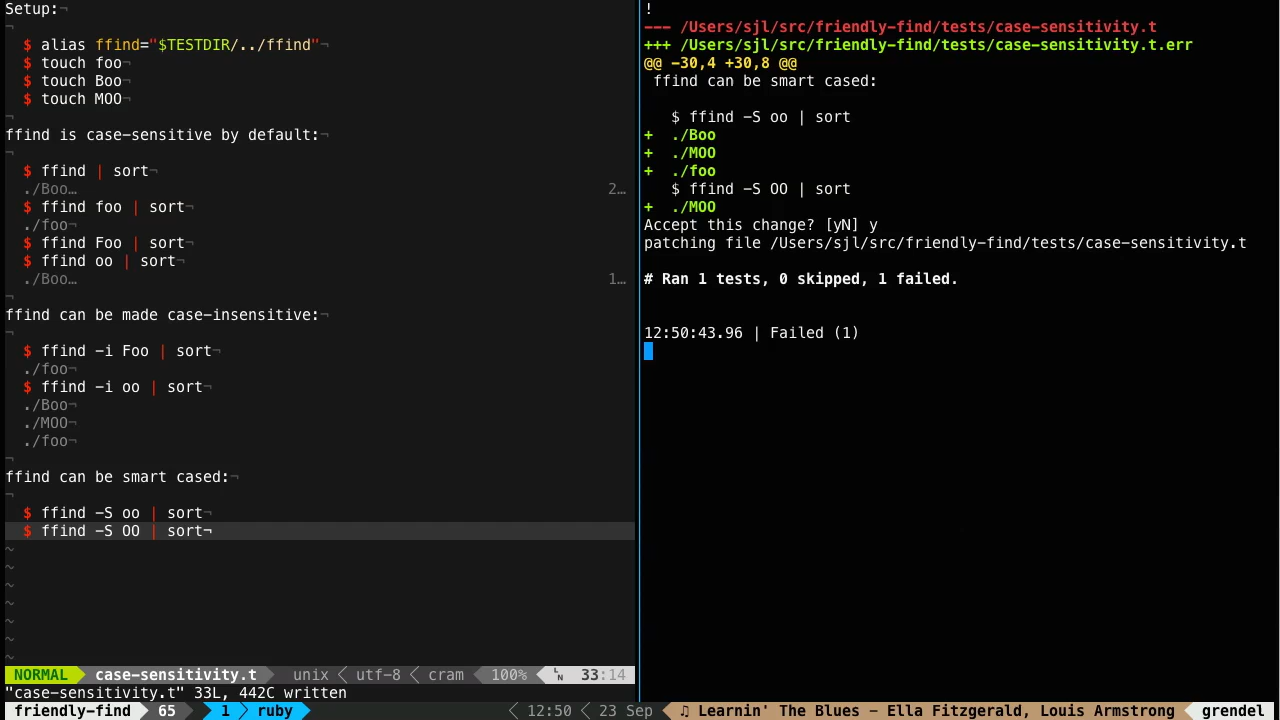 Setup:¬
¬
  $ alias ffind="$TESTDIR/../ffind"¬
  $ touch foo¬
  $ touch Boo¬
  $ touch MOO¬
¬
ffind is case-sensitive by default:¬
¬
  $ ffind | sort¬
  ./Boo… 2…
  $ ffind foo | sort¬
  ./foo¬
  $ ffind Foo | sort¬
  $ ffind oo | sort¬
  ./Boo… 1…
¬
ffind can be made case-insensitive:¬
¬
  $ ffind -i Foo | sort¬
  ./foo¬
  $ ffind -i oo | sort¬
  ./Boo¬
  ./MOO¬
  ./foo¬
¬
ffind can be smart cased:¬
¬
  $ ffind -S oo | sort¬
  $ ffind -S OO | sort¬
~
~
~
~
~
~
~
NORMAL case-sensitivity.t unix utf-8 cram 100% LN 33:14
"case-sensitivity.t" 33L, 442C written
!
--- /Users/sjl/src/friendly-find/tests/case-sensitivity.t
+++ /Users/sjl/src/friendly-find/tests/case-sensitivity.t.err
@@ -30,4 +30,8 @@
 ffind can be smart cased:
   $ ffind -S oo | sort
+  ./Boo
+  ./MOO
+  ./foo
   $ ffind -S OO | sort
+  ./MOO
Accept this change? [yN] y
patching file /Users/sjl/src/friendly-find/tests/case-sensitivity.t
# Ran 1 tests, 0 skipped, 1 failed.
12:50:43.96 | Failed (1)
friendly-find 65 1 ruby 12:50 23 Sep ♫ Learnin' The Blues – Ella Fitzgerald, Louis Armstrong grendel